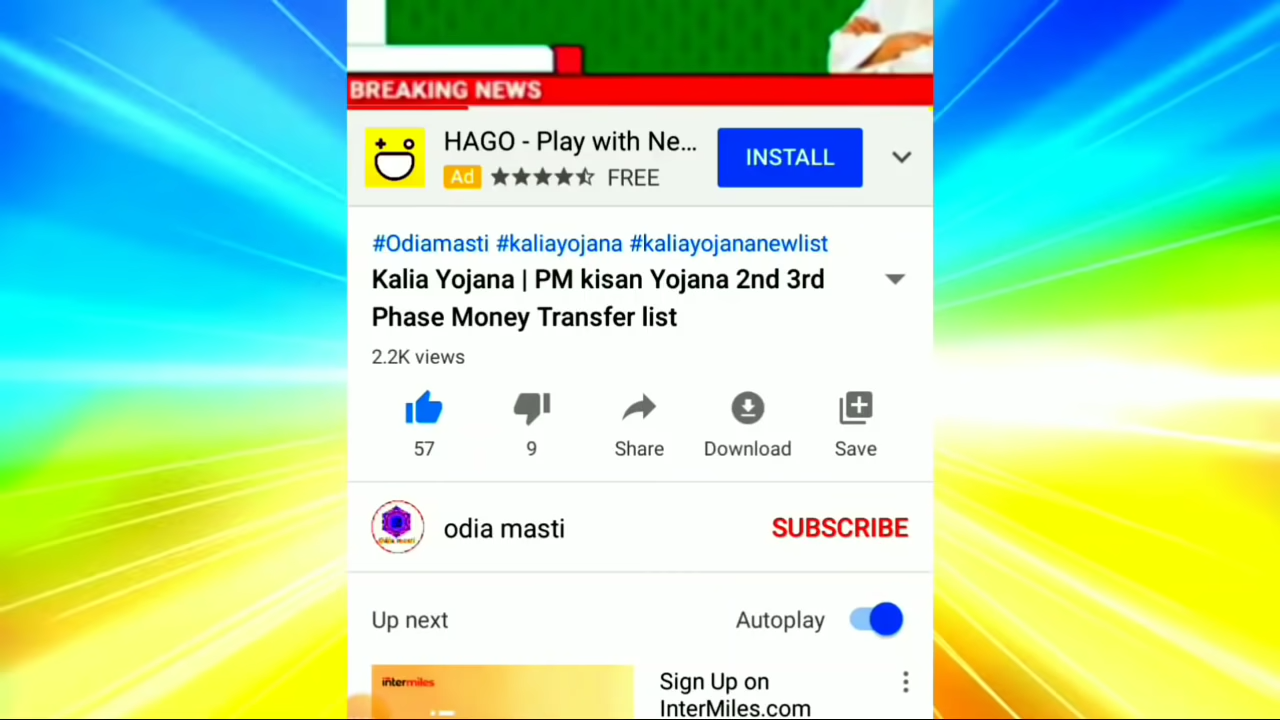 BREAKING NEWS
HAGO - Play with Ne...
Ad FREE
INSTALL
#Odiamasti #kaliayojana #kaliayojananewlist
Kalia Yojana | PM kisan Yojana 2nd 3rd
Phase Money Transfer list
2.2K views
57
9
Share
Download
Save
odia masti
SUBSCRIBE
Up next
Autoplay
intermiles
Sign Up on
InterMiles.com